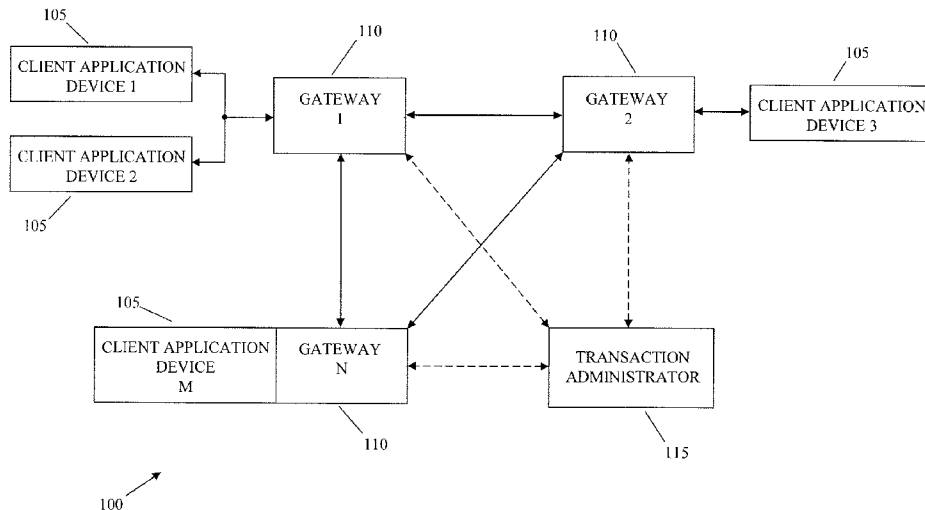 105
CLIENT APPLICATION
DEVICE 1
110
GATEWAY
1
110
GATEWAY
2
105
CLIENT APPLICATION
DEVICE 3
CLIENT APPLICATION
DEVICE 2
105
105
CLIENT APPLICATION
DEVICE
M
GATEWAY
N
TRANSACTION
ADMINISTRATOR
110
115
100